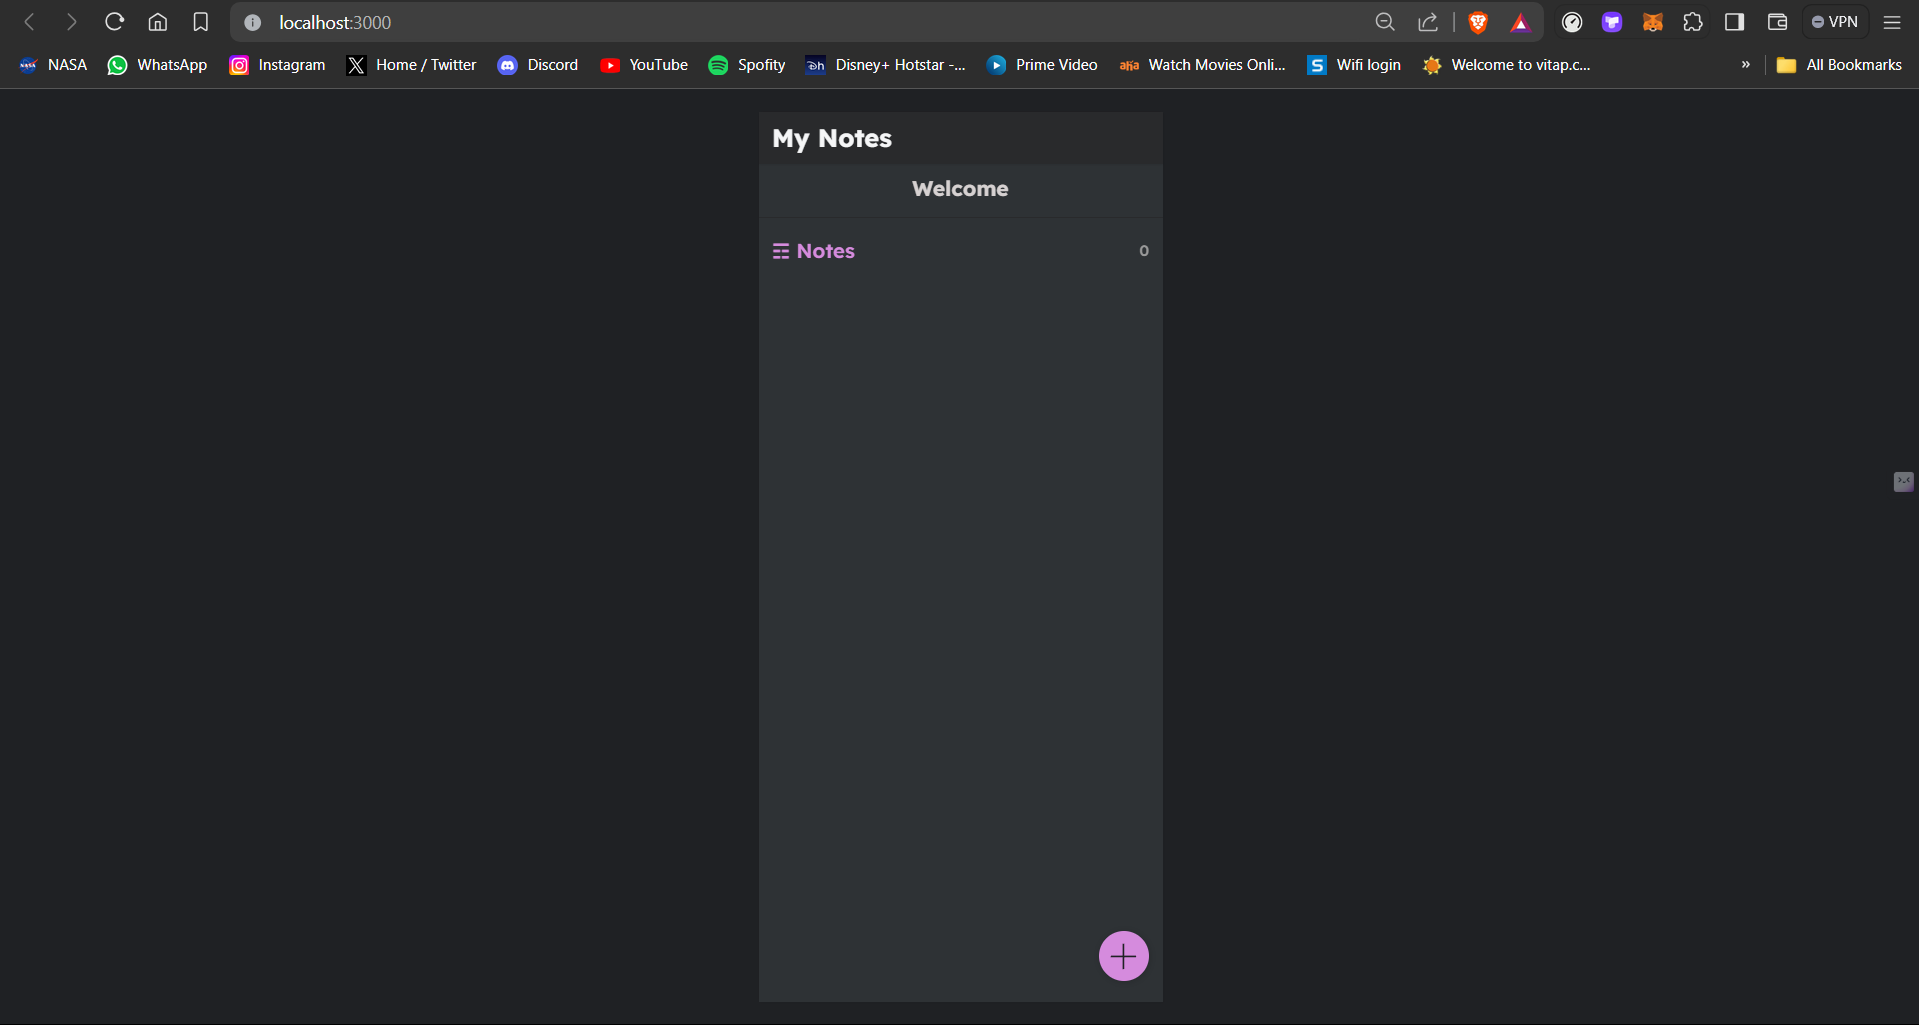 localhost:3000
VPN
NASA WhatsApp Instagram Home / Twitter Discord YouTube Spofity Disney+ Hotstar -... Prime Video aha Watch Movies Onli... S Wifi login Welcome to vitap.c... » All Bookmarks
My Notes
Welcome
☶ Notes 0